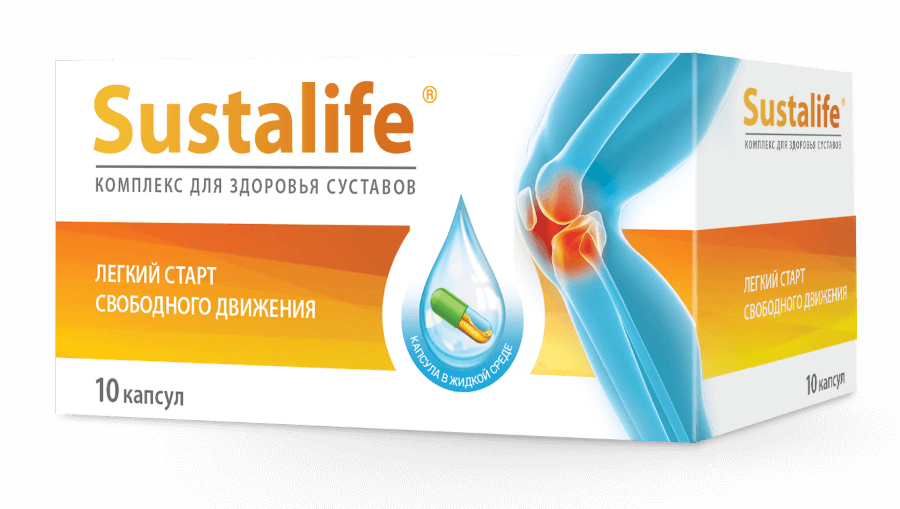 Sustalife®
КОМПЛЕКС ДЛЯ ЗДОРОВЬЯ СУСТАВОВ
ЛЕГКИЙ СТАРТ
СВОБОДНОГО ДВИЖЕНИЯ
КАПСУЛА В ЖИДКОЙ СРЕДЕ
10 капсул
Sustalife®
КОМПЛЕКС ДЛЯ ЗДОРОВЬЯ СУСТАВОВ
ЛЕГКИЙ СТАРТ
СВОБОДНОГО ДВИЖЕНИЯ
10 капсул